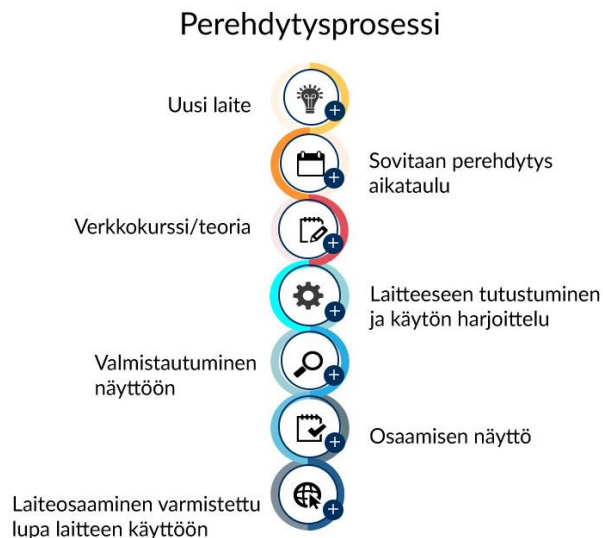 Perehdytysprosessi
Uusi laite
Sovitaan perehdytys
aikataulu
Verkkokurssi/teoria
Laitteeseen tutustuminen
ja käytön harjoittelu
Valmistautuminen
näyttöön
Osaamisen näyttö
Laiteosaaminen varmistettu
lupa laitteen käyttöön